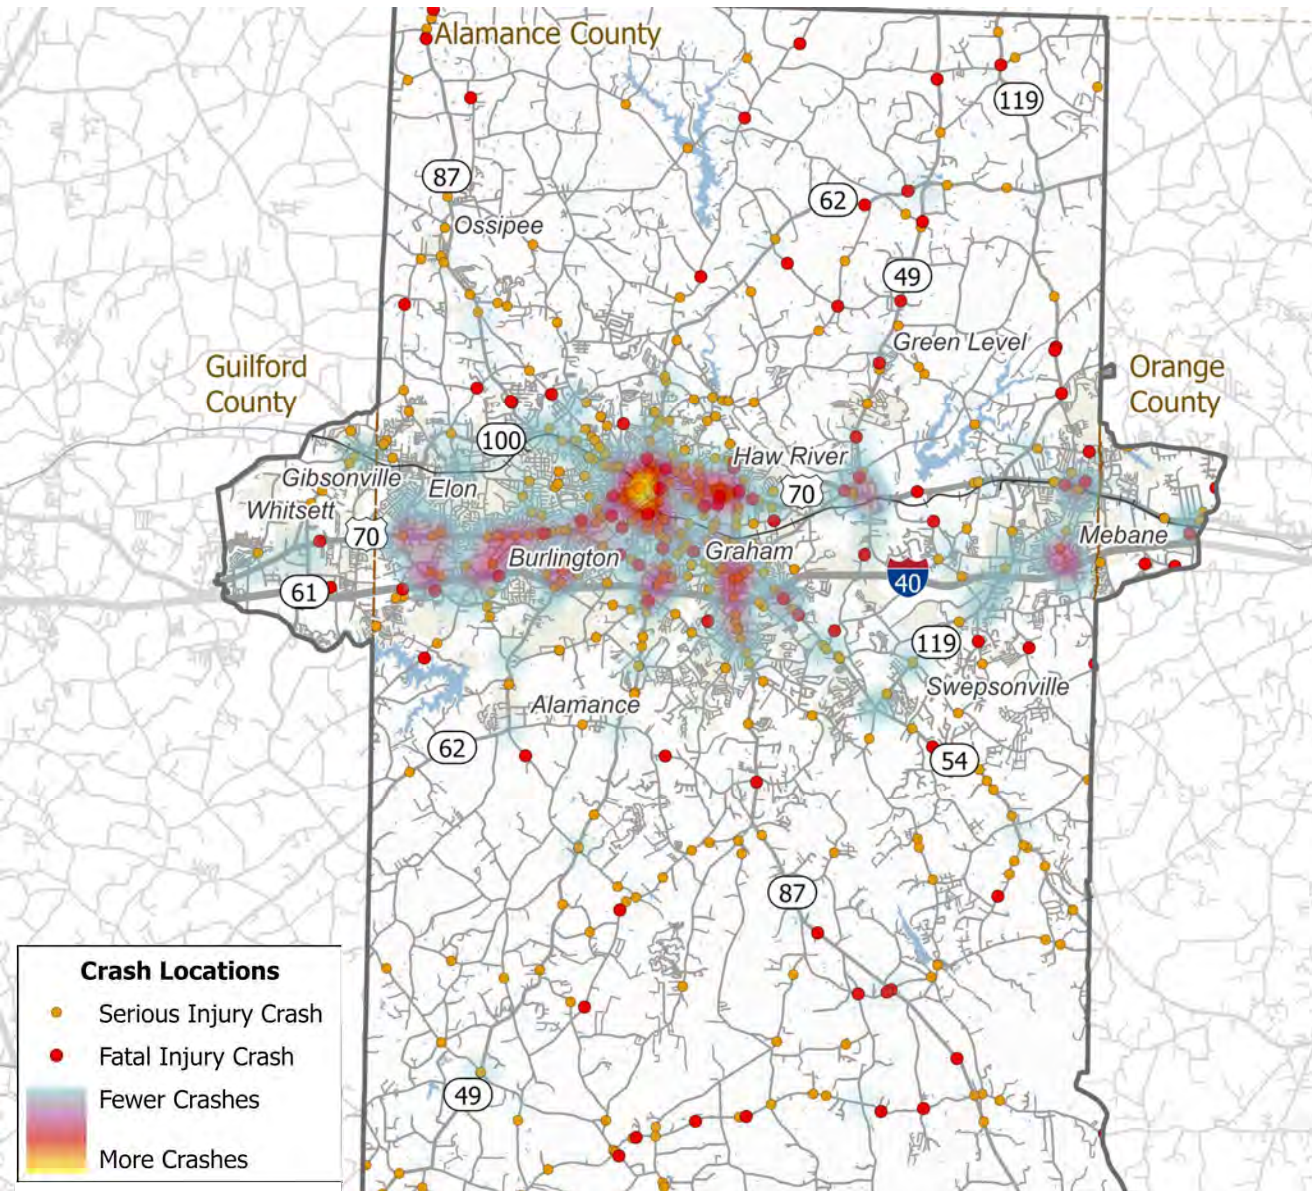 Alamance County
119
87
62
Ossipee
49
Green Level
Guilford
County
Orange
County
100
Haw River
Gibsonville
Elon
70
Whitsett
70
Mebane
Burlington
Graham
40
61
119
Swepsonville
Alamance
62
54
87
Crash Locations
Serious Injury Crash
Fatal Injury Crash
Fewer Crashes
More Crashes
49